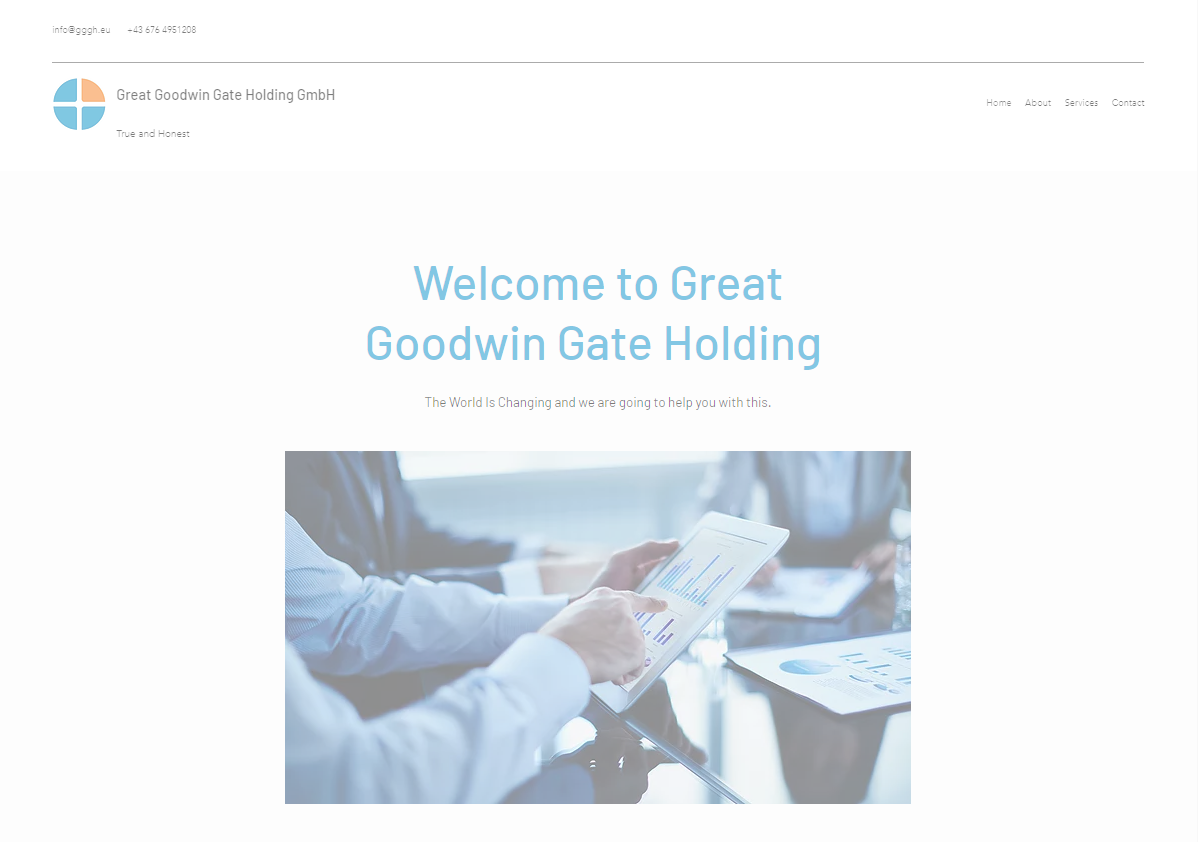 info@gggh.eu +43 676 4951208
Great Goodwin Gate Holding GmbH
Home About Services Contact
True and Honest
Welcome to Great
Goodwin Gate Holding
The World Is Changing and we are going to help you with this.